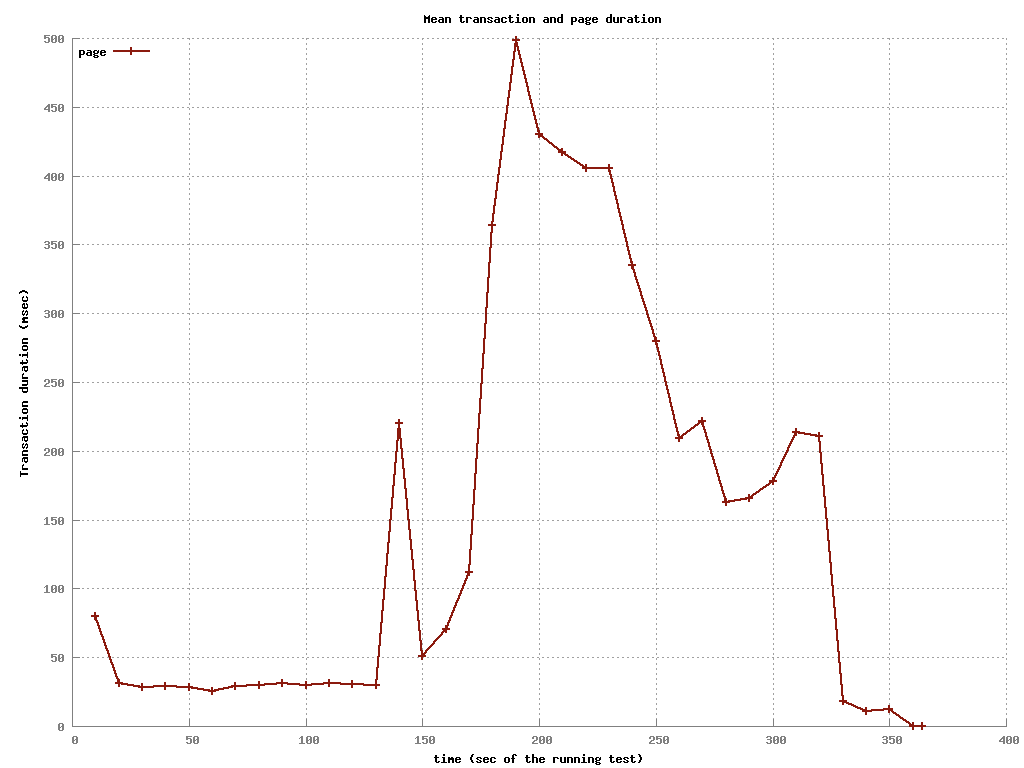 Mean transaction and page duration
page
500
450
400
350
300
250
200
150
100
50
0
Transaction duration (msec)
0 50 100 150 200 250 300 350 400
time (sec of the running test)